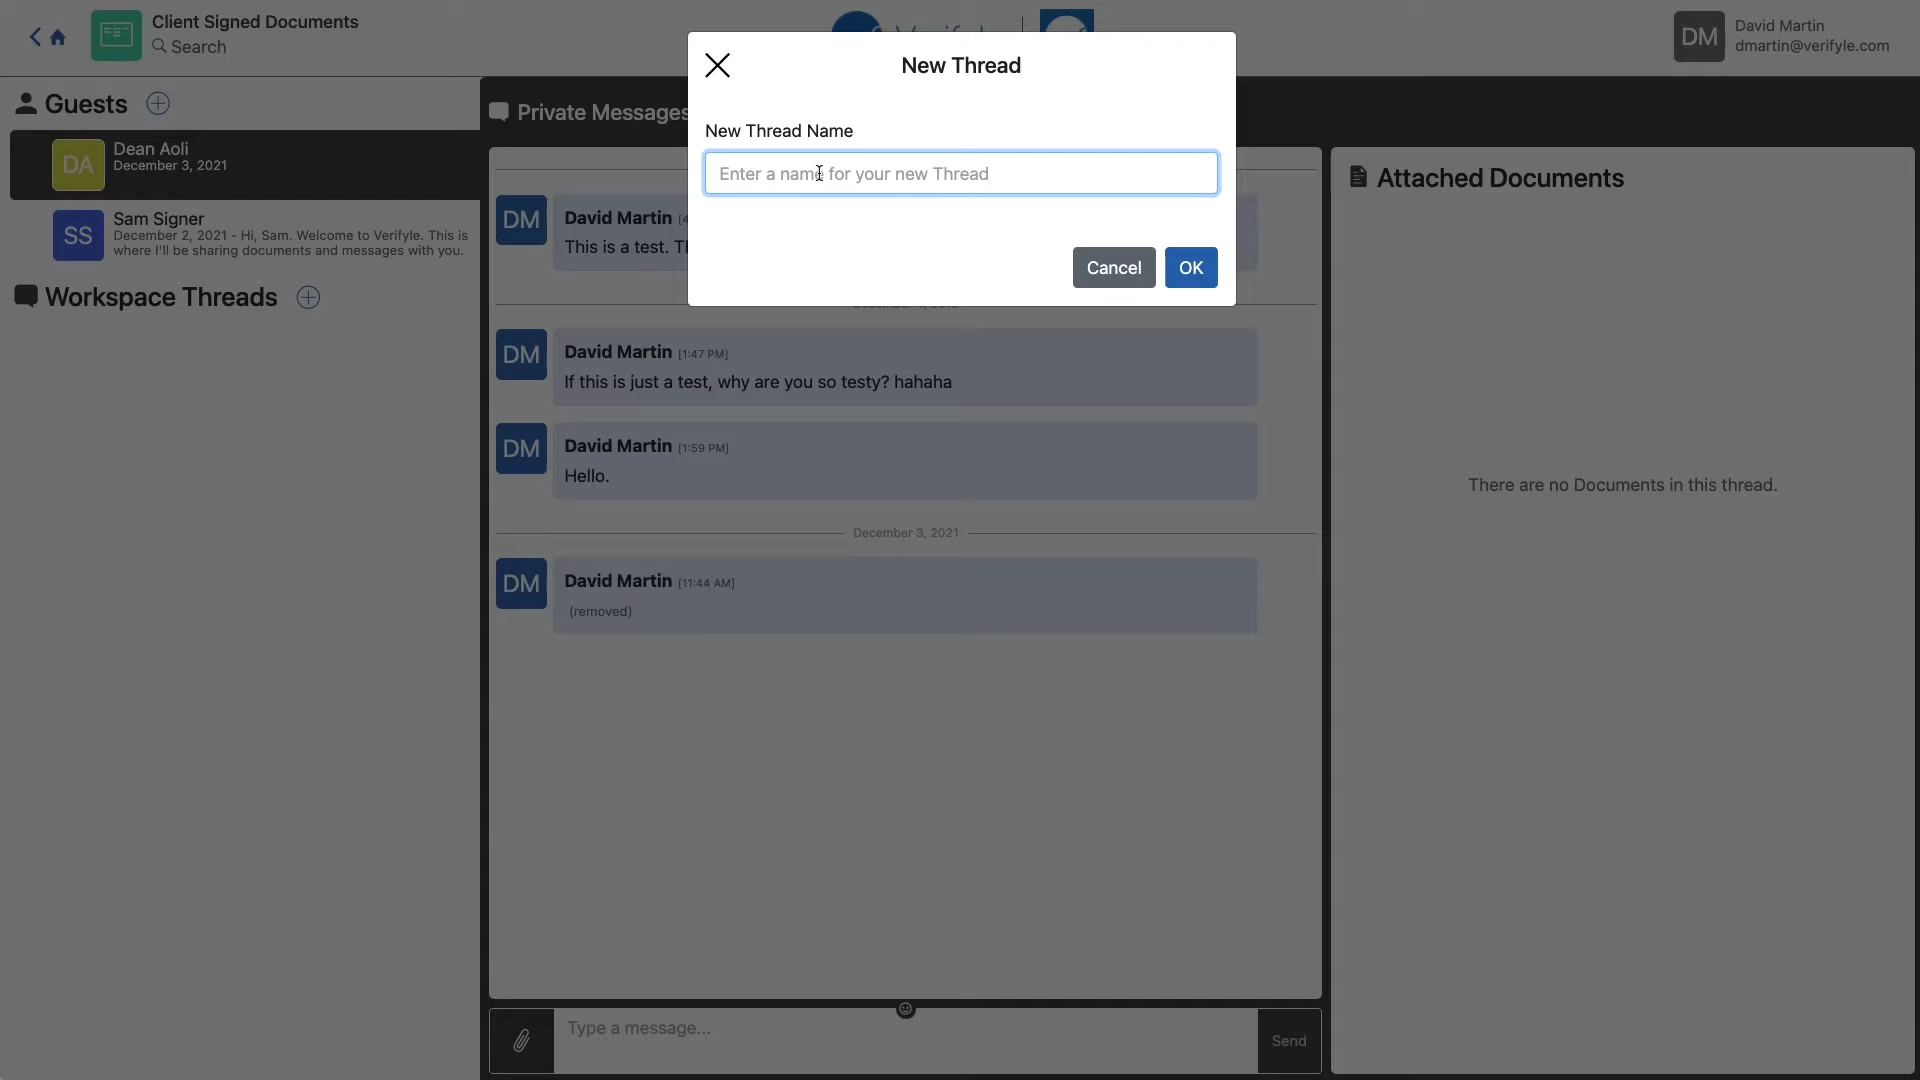 Client Signed Documents
Search
DM
David Martin
dmartin@verifyle.com
New Thread
New Thread Name
Enter a name for your new Thread
Cancel
OK
Guests
DA
Dean Aoli
December 3, 2021
SS
Sam Signer
December 2, 2021 - Hi, Sam. Welcome to Verifyle. This is
where I'll be sharing documents and messages with you.
Workspace Threads
Private Messages
DM
David Martin
This is a test.
DM
David Martin [1:47 PM]
If this is just a test, why are you so testy? hahaha
DM
David Martin [1:59 PM]
Hello.
December 3, 2021
DM
David Martin [11:44 AM]
(removed)
Type a message...
Send
Attached Documents
There are no Documents in this thread.